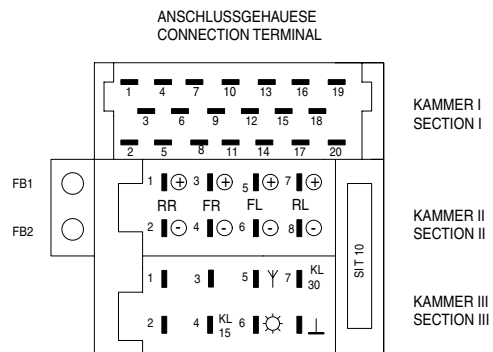 ANSCHLUSSGEHAEUSE
CONNECTION TERMINAL
1 4 7 10 13 16 19
3 6 9 12 15 18
2 5 8 11 14 17 20
KAMMER I
SECTION I
FB1
1 + 3 + 5 + 7 +
RR FR FL RL
FB2
2 - 4 - 6 - 8 -
KAMMER II
SECTION II
SIT 10
1 3 5 7 KL 30
2 4 KL 15 6
KAMMER III
SECTION III